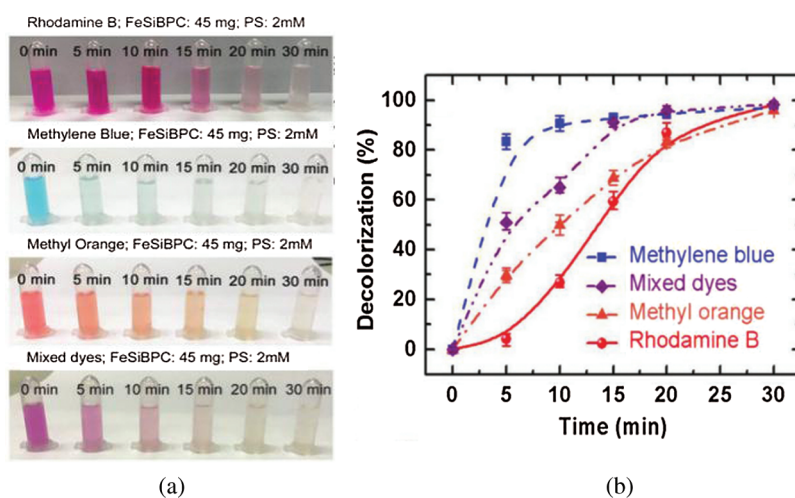 Rhodamine B; FeSiBPC: 45 mg; PS: 2mM
0 min 5 min 10 min 15 min 20 min 30 min
Methylene Blue; FeSiBPC: 45 mg; PS: 2mM
0 min 5 min 10 min 15 min 20 min 30 min
Methyl Orange; FeSiBPC: 45 mg; PS: 2mM
0 min 5 min 10 min 15 min 20 min 30 min
Mixed dyes; FeSiBPC: 45 mg; PS: 2mM
0 min 5 min 10 min 15 min 20 min 30 min
(a)
Decolorization (%)
100
80
60
40
20
0
Methylene blue
Mixed dyes
Methyl orange
Rhodamine B
0 5 10 15 20 25 30
Time (min)
(b)